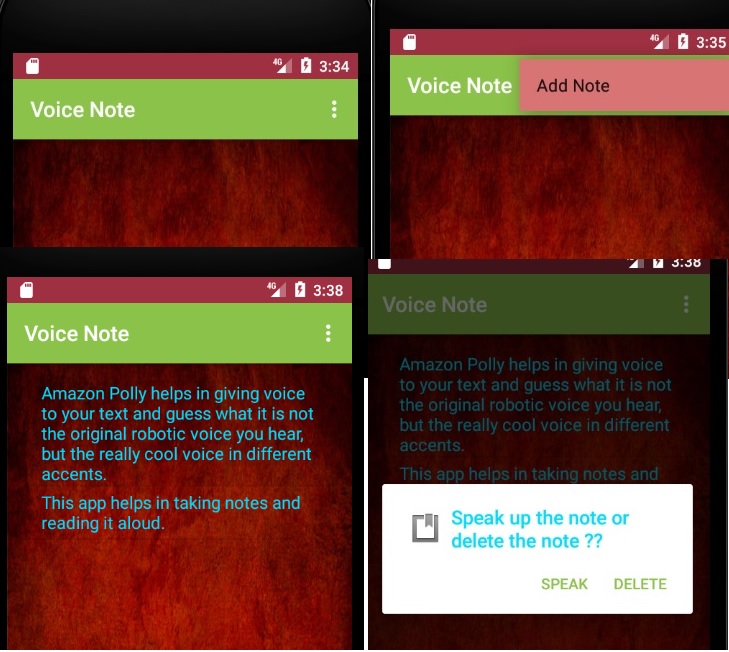 4G 3:34
Voice Note
4G 3:35
Voice Note Add Note
4G 3:38
Voice Note
Amazon Polly helps in giving voice
to your text and guess what it is not
the original robotic voice you hear,
but the really cool voice in different
accents.
This app helps in taking notes and
reading it aloud.
3:38
Voice Note
Amazon Polly helps in giving voice
to your text and guess what it is not
the original robotic voice you hear,
but the really cool voice in different
accents.
This app helps in taking notes and
Speak up the note or
delete the note ??
SPEAK DELETE